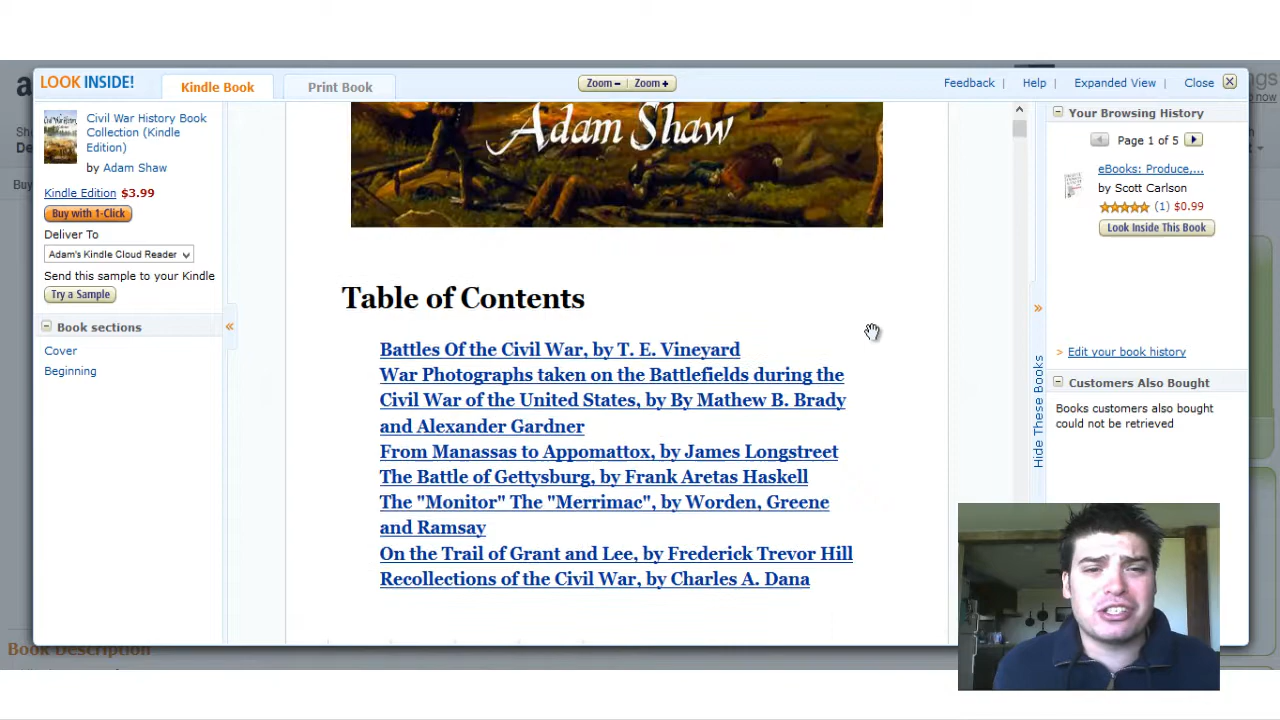 LOOK INSIDE!
Kindle Book
Print Book
Zoom - | Zoom +
Feedback | Help | Expanded View | Close
Civil War History Book
Collection (Kindle
Edition)
by Adam Shaw
Kindle Edition $3.99
Buy with 1-Click
Deliver To
Adam's Kindle Cloud Reader
Send this sample to your Kindle
Try a Sample
Book sections
Cover
Beginning
«
Adam Shaw
Table of Contents
Battles Of the Civil War, by T. E. Vineyard
War Photographs taken on the Battlefields during the
Civil War of the United States, by By Mathew B. Brady
and Alexander Gardner
From Manassas to Appomattox, by James Longstreet
The Battle of Gettysburg, by Frank Aretas Haskell
The "Monitor" The "Merrimac", by Worden, Greene
and Ramsay
On the Trail of Grant and Lee, by Frederick Trevor Hill
Recollections of the Civil War, by Charles A. Dana
»
Hide These Books
Your Browsing History
Page 1 of 5
eBooks: Produce,...
by Scott Carlson
(1) $0.99
Look Inside This Book
> Edit your book history
Customers Also Bought
Books customers also bought
could not be retrieved
Book Description